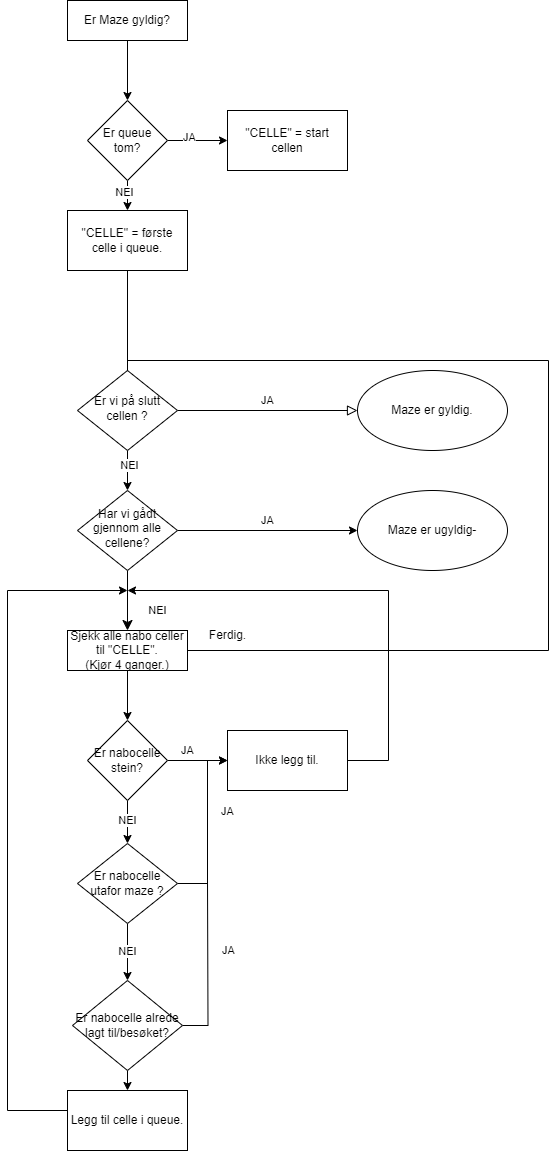 Er Maze gyldig?
Er queue
tom?
JA
"CELLE" = start
cellen
NEI
"CELLE" = første
celle i queue.
Er vi på slutt
cellen ?
JA
Maze er gyldig.
NEI
Har vi gådt
gjennom alle
cellene?
JA
Maze er ugyldig-
NEI
Sjekk alle nabo celler
til "CELLE".
(Kjør 4 ganger.)
Ferdig.
Er nabocelle
stein?
JA
Ikke legg til.
JA
NEI
Er nabocelle
utafor maze ?
NEI
JA
Er nabocelle alrede
lagt til/besøket?
Legg til celle i queue.